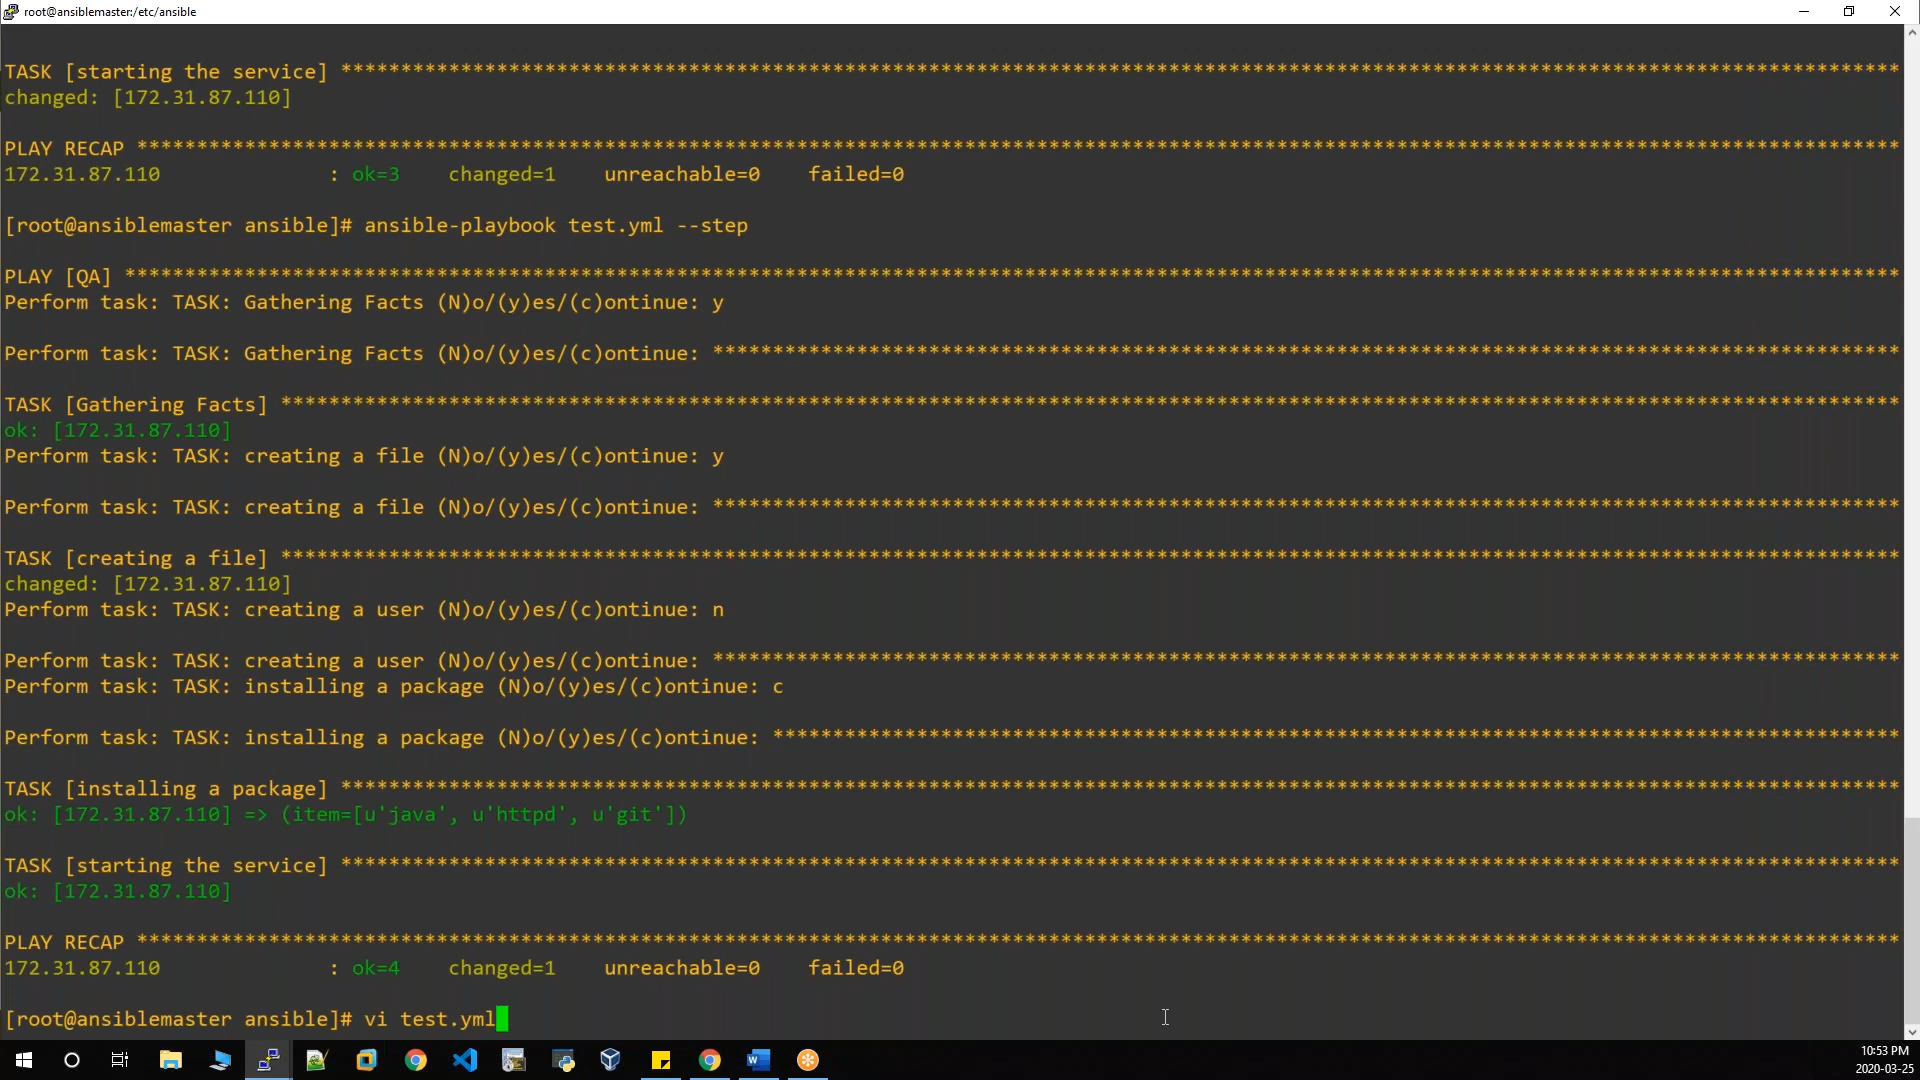 root@ansiblemaster:/etc/ansible
TASK [starting the service] **********************************************************************************************************************************
changed: [172.31.87.110]
PLAY RECAP ***************************************************************************************************************************************************
172.31.87.110 : ok=3 changed=1 unreachable=0 failed=0
[root@ansiblemaster ansible]# ansible-playbook test.yml --step
PLAY [QA] ****************************************************************************************************************************************************
Perform task: TASK: Gathering Facts (N)o/(y)es/(c)ontinue: y
Perform task: TASK: Gathering Facts (N)o/(y)es/(c)ontinue: ***************************************************************************************************
TASK [Gathering Facts] ***************************************************************************************************************************************
ok: [172.31.87.110]
Perform task: TASK: creating a file (N)o/(y)es/(c)ontinue: y
Perform task: TASK: creating a file (N)o/(y)es/(c)ontinue: ***************************************************************************************************
TASK [creating a file] ***************************************************************************************************************************************
changed: [172.31.87.110]
Perform task: TASK: creating a user (N)o/(y)es/(c)ontinue: n
Perform task: TASK: creating a user (N)o/(y)es/(c)ontinue: ***************************************************************************************************
Perform task: TASK: installing a package (N)o/(y)es/(c)ontinue: c
Perform task: TASK: installing a package (N)o/(y)es/(c)ontinue: **********************************************************************************************
TASK [installing a package] **********************************************************************************************************************************
ok: [172.31.87.110] => (item=[u'java', u'httpd', u'git'])
TASK [starting the service] **********************************************************************************************************************************
ok: [172.31.87.110]
PLAY RECAP ***************************************************************************************************************************************************
172.31.87.110 : ok=4 changed=1 unreachable=0 failed=0
[root@ansiblemaster ansible]# vi test.yml
10:53 PM
2020-03-25